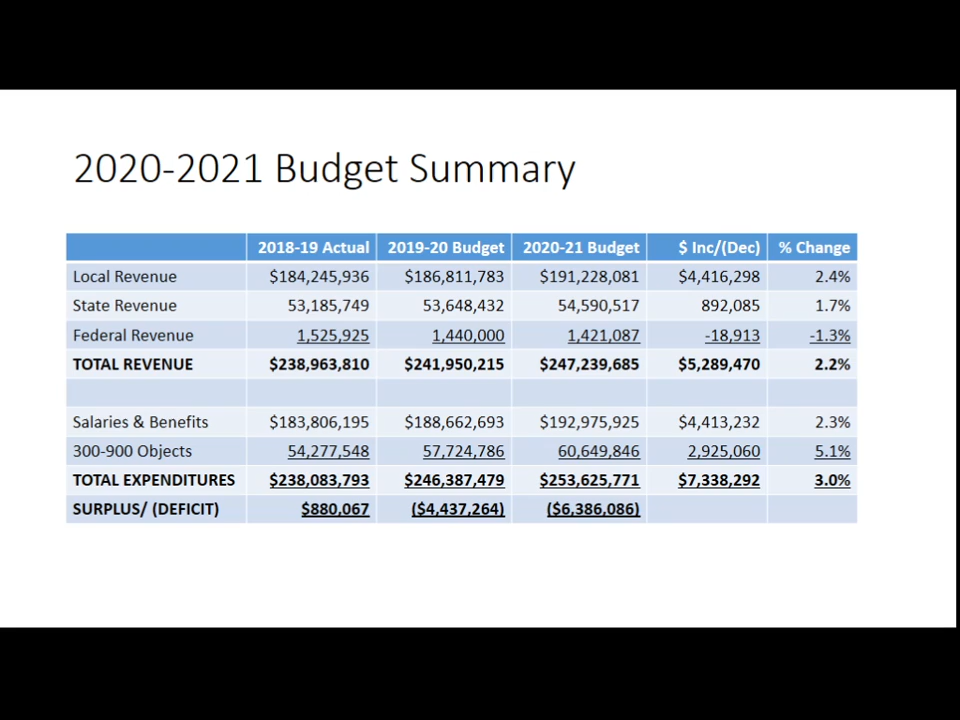 2020-2021 Budget Summary
2018-19 Actual 2019-20 Budget 2020-21 Budget $ Inc/(Dec) % Change
Local Revenue $184,245,936 $186,811,783 $191,228,081 $4,416,298 2.4%
State Revenue 53,185,749 53,648,432 54,590,517 892,085 1.7%
Federal Revenue 1,525,925 1,440,000 1,421,087 -18,913 -1.3%
TOTAL REVENUE $238,963,810 $241,950,215 $247,239,685 $5,289,470 2.2%
Salaries & Benefits $183,806,195 $188,662,693 $192,975,925 $4,413,232 2.3%
300-900 Objects 54,277,548 57,724,786 60,649,846 2,925,060 5.1%
TOTAL EXPENDITURES $238,083,793 $246,387,479 $253,625,771 $7,338,292 3.0%
SURPLUS/ (DEFICIT) $880,067 ($4,437,264) ($6,386,086)